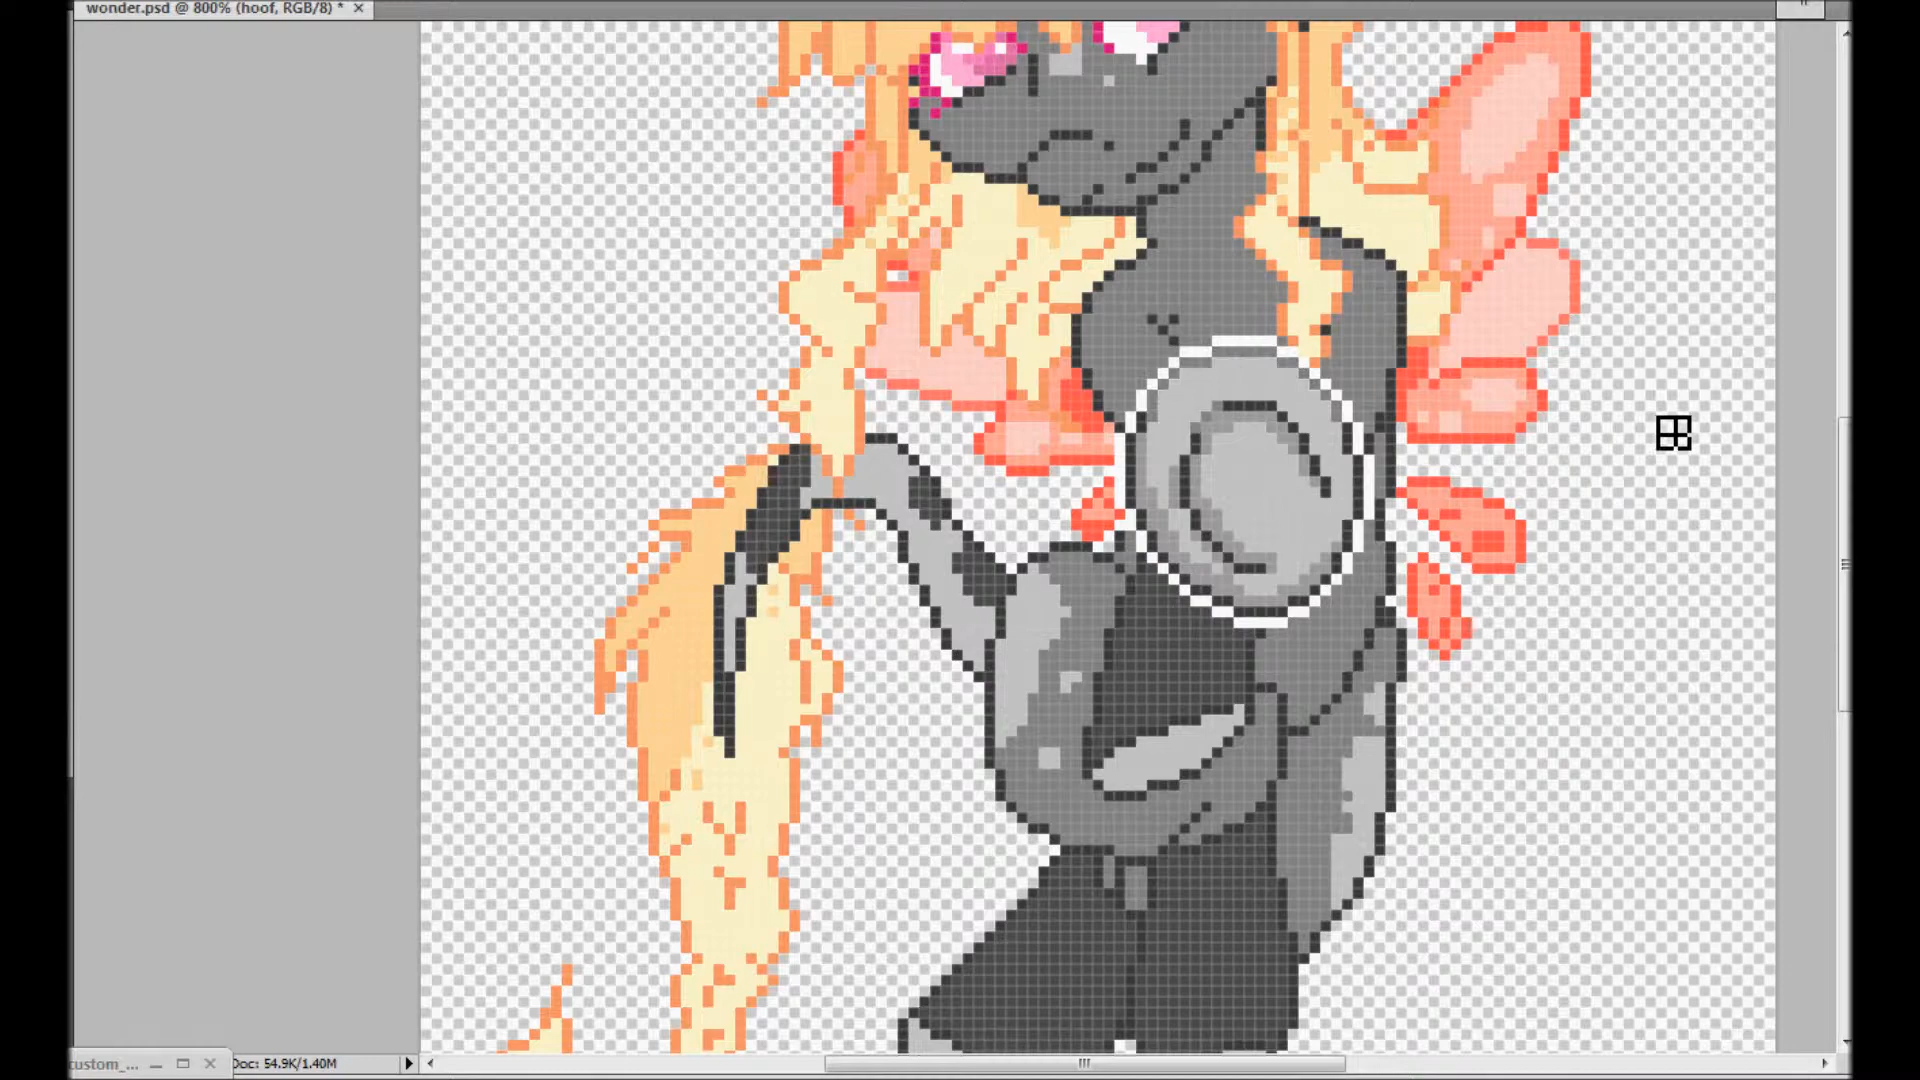 wonder.psd @ 800% (hoof, RGB/8) *
custom_...
Doc: 54.9K/1.40M